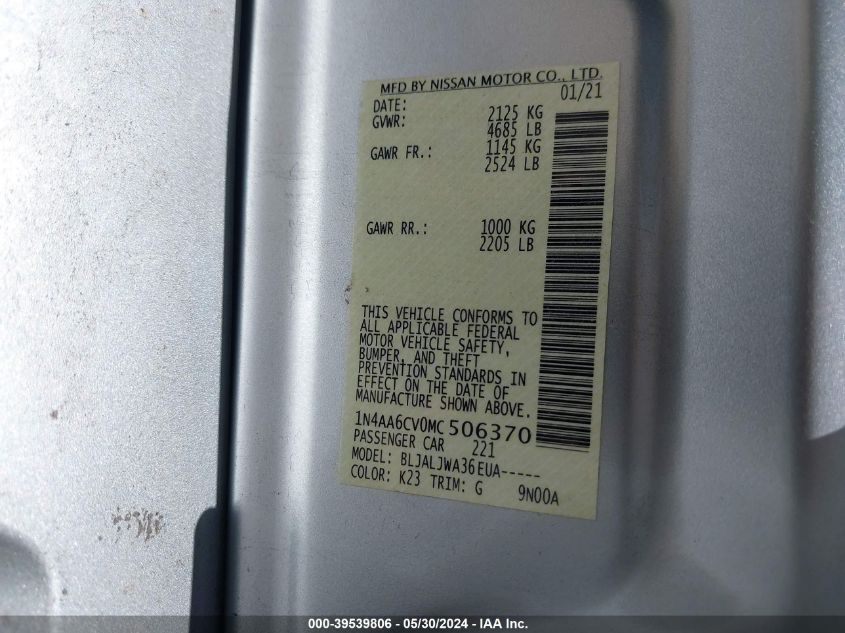 MFD BY NISSAN MOTOR CO., LTD.
DATE: 01/21
GVWR: 2125 KG
4685 LB
GAWR FR.: 1145 KG
2524 LB
GAWR RR.: 1000 KG
2205 LB
THIS VEHICLE CONFORMS TO
ALL APPLICABLE FEDERAL
MOTOR VEHICLE SAFETY,
BUMPER, AND THEFT
PREVENTION STANDARDS IN
EFFECT ON THE DATE OF
MANUFACTURE SHOWN ABOVE.
1N4AA6CV0MC506370
PASSENGER CAR 221
MODEL: BLJALJWA36EUA-----
COLOR: K23 TRIM: G 9N00A
000-39539806 - 05/30/2024 - IAA Inc.